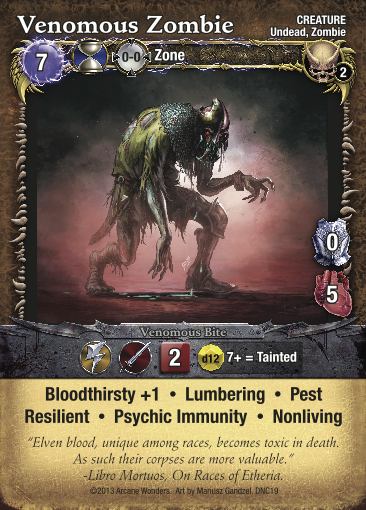 Venomous Zombie
CREATURE
Undead, Zombie
7
0-0
Zone
2
0
5
Venomous Bite
2
d12
7+ = Tainted
Bloodthirsty +1 • Lumbering • Pest
Resilient • Psychic Immunity • Nonliving
“Elven blood, unique among races, becomes toxic in death.
As such their corpses are more valuable.”
-Libro Mortuos, On Races of Etheria.
©2013 Arcane Wonders. Art by Mariusz Gandzel. DNC19